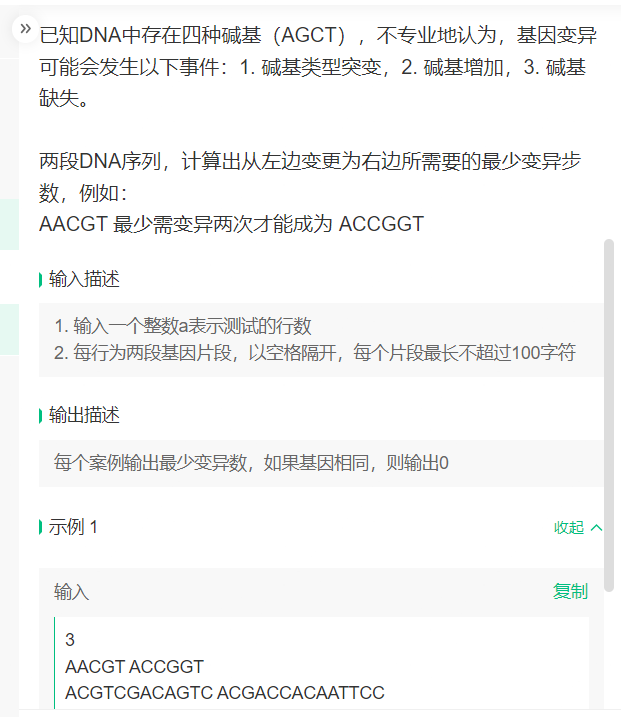 已知DNA中存在四种碱基（AGCT），不专业地认为，基因变异
可能会发生以下事件：1. 碱基类型突变，2. 碱基增加，3. 碱基
缺失。
两段DNA序列，计算出从左边变更为右边所需要的最少变异步
数，例如：
AACGT 最少需变异两次才能成为 ACCGGT
输入描述
1. 输入一个整数a表示测试的行数
2. 每行为两段基因片段，以空格隔开，每个片段最长不超过100字符
输出描述
每个案例输出最少变异数，如果基因相同，则输出0
示例 1
收起
输入
复制
3
AACGT ACCGGT
ACGTCGACAGTC ACGACCACAATTCC